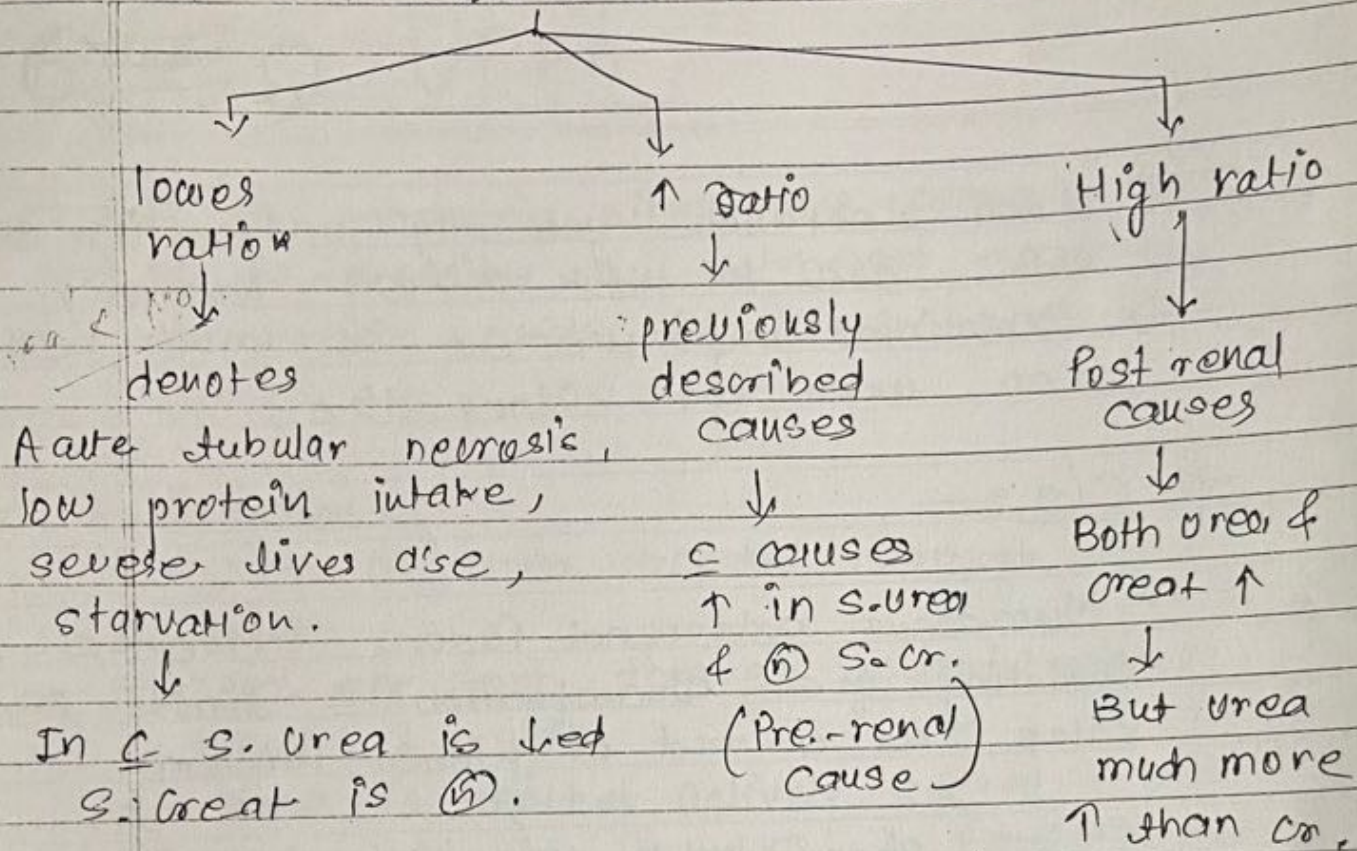 lower
ratio
↓
denotes
Acute tubular necrosis,
low protein intake,
severe liver d'se,
starvation.
↓
In c̲ S. Urea is ↓ed
S. Creat is ⓝ.
↑ ratio
↓
previously
described
causes
↓
c̲ causes
↑ in S. urea
& ⓝ S. cr.
(Pre-renal
cause)
High ratio
↓
Post renal
causes
↓
Both urea &
creat ↑
↓
But urea
much more
↑ than cr.